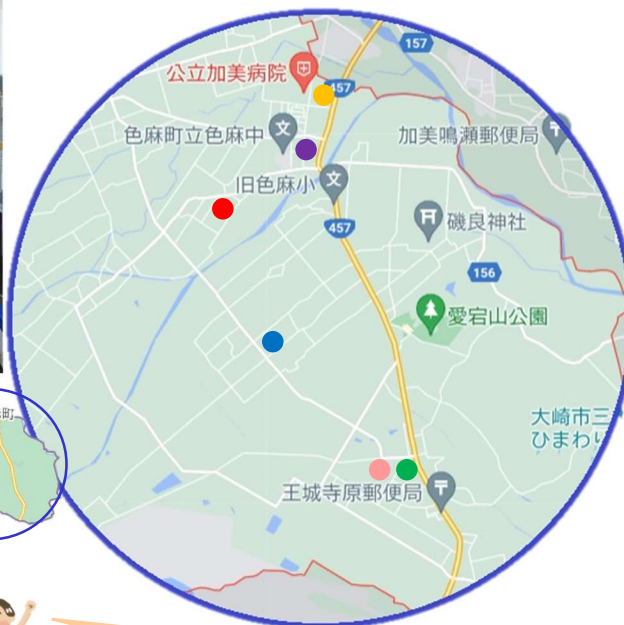 157
公立加美病院
457
色麻町立色麻中
加美鳴瀬郵便局
旧色麻小
457
磯良神社
156
愛宕山公園
大崎市三
ひまわり
王城寺原郵便局
町